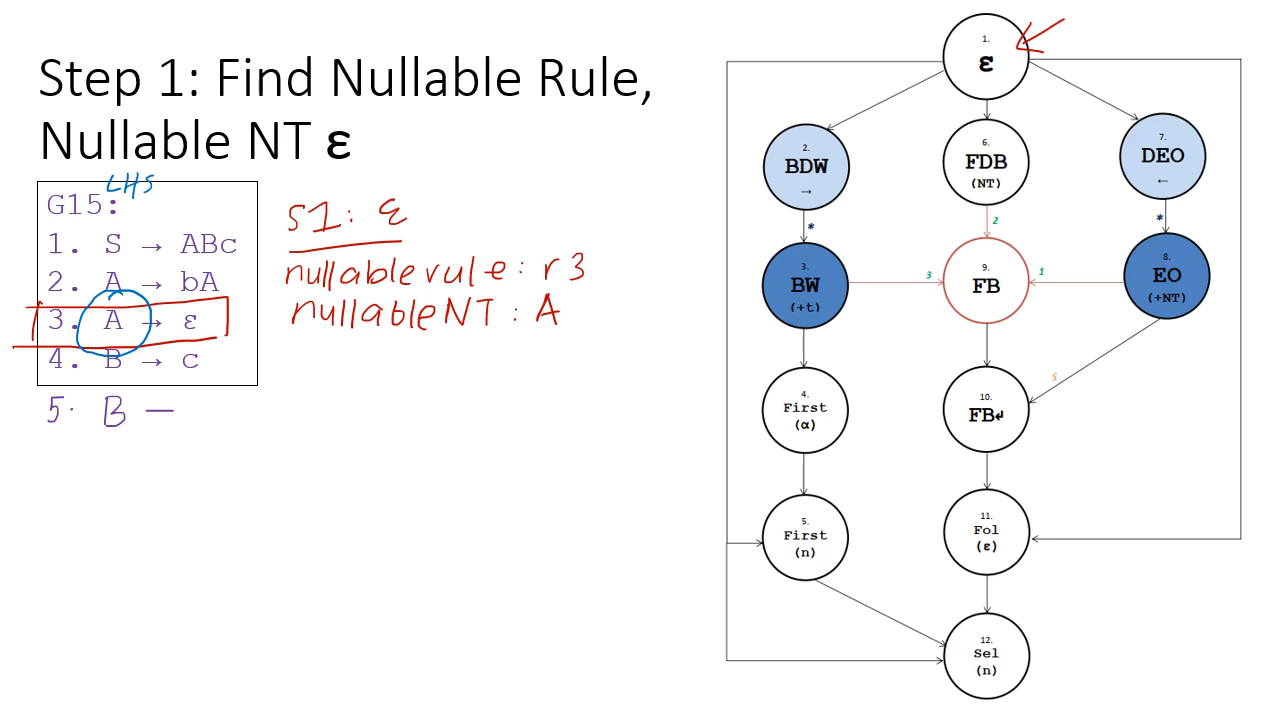 Step 1: Find Nullable Rule,
Nullable NT ε
LHS
G15:
1. S → ABc
2. A → bA
3. A → ε
4. B → c
5. B —
S1: ε
nullable rule: r3
nullable NT: A
1.
ε
2.
BDW
→
6.
FDB
(NT)
7.
DEO
←
*
2
*
3.
BW
(+t)
3
9.
FB
1
8.
EO
(+NT)
4.
First
(α)
10.
FB↲
S
5.
First
(n)
11.
Fol
(ε)
12.
Sel
(n)